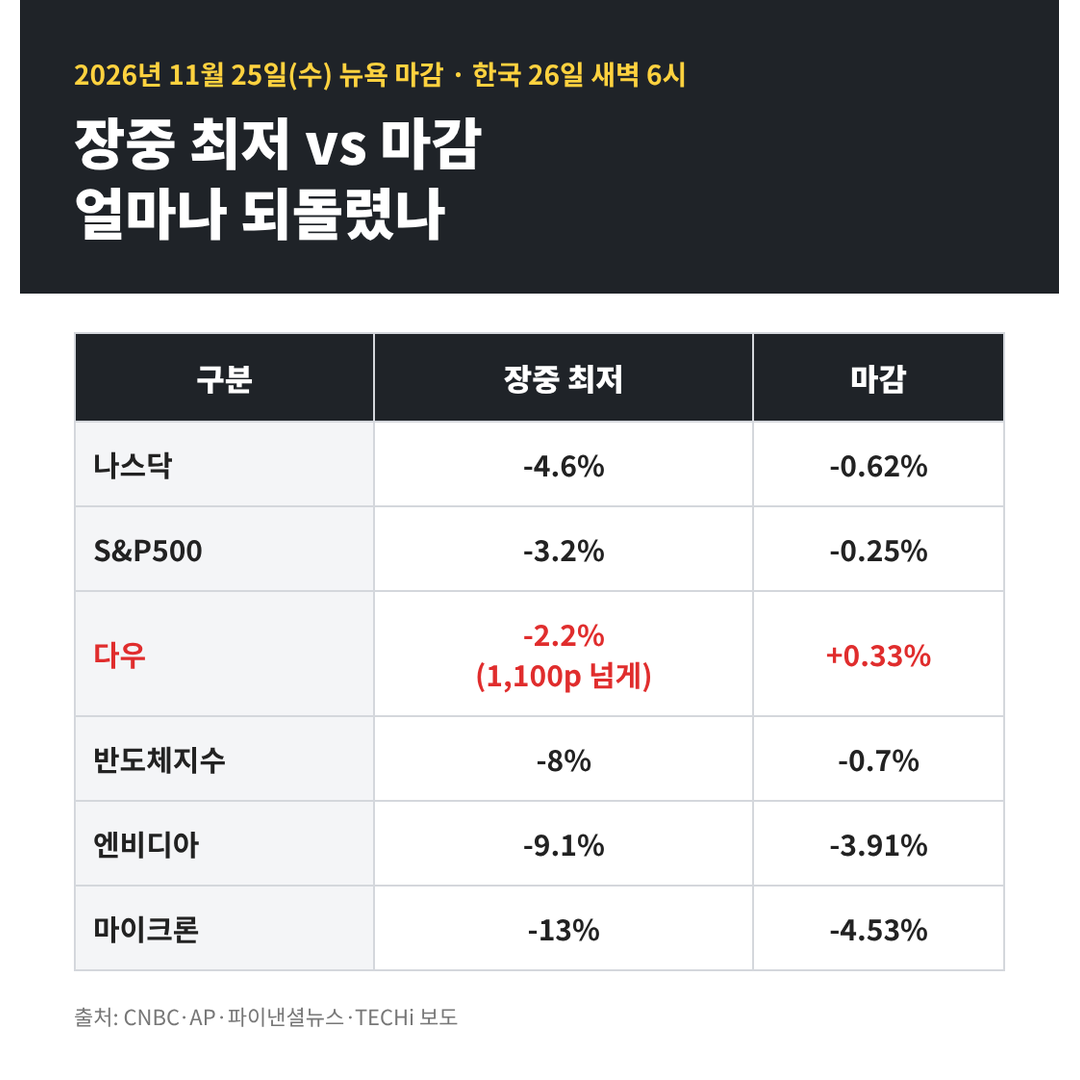 2026년 11월 25일(수) 뉴욕 마감 · 한국 26일 새벽 6시
장중 최저 vs 마감
얼마나 되돌렸나
구분 장중 최저 마감
나스닥 -4.6% -0.62%
S&P500 -3.2% -0.25%
다우 -2.2% (1,100p 넘게) +0.33%
반도체지수 -8% -0.7%
엔비디아 -9.1% -3.91%
마이크론 -13% -4.53%
출처: CNBC·AP·파이낸셜뉴스·TECHi 보도